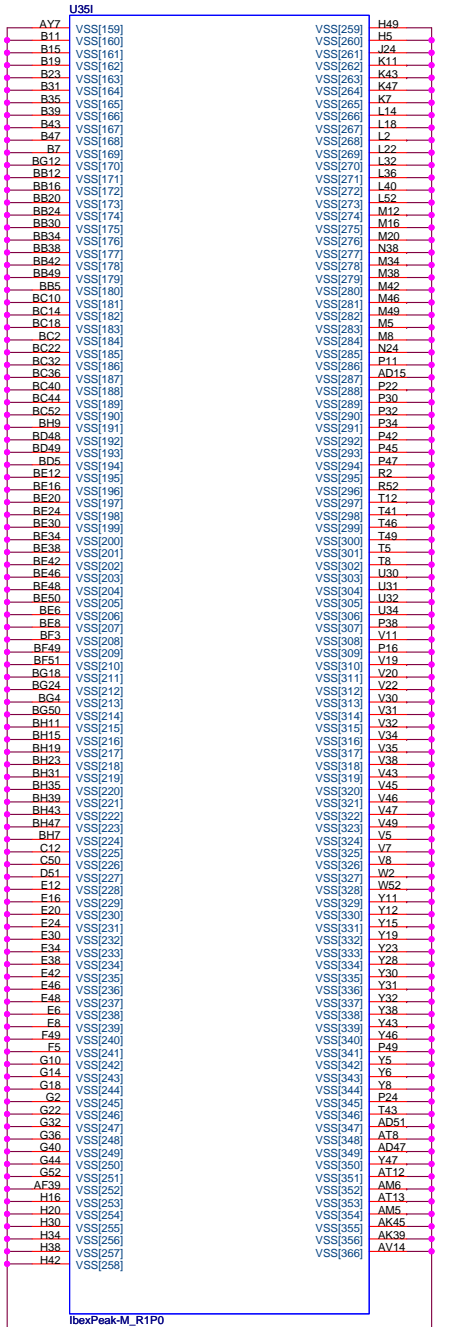 U35I
AY7 VSS[159]
B11 VSS[160]
B15 VSS[161]
B19 VSS[162]
B23 VSS[163]
B31 VSS[164]
B35 VSS[165]
B39 VSS[166]
B43 VSS[167]
B47 VSS[168]
B7 VSS[169]
BG12 VSS[170]
BB12 VSS[171]
BB16 VSS[172]
BB20 VSS[173]
BB24 VSS[174]
BB30 VSS[175]
BB34 VSS[176]
BB38 VSS[177]
BB42 VSS[178]
BB49 VSS[179]
BB5 VSS[180]
BC10 VSS[181]
BC14 VSS[182]
BC18 VSS[183]
BC2 VSS[184]
BC22 VSS[185]
BC32 VSS[186]
BC36 VSS[187]
BC40 VSS[188]
BC44 VSS[189]
BC52 VSS[190]
BH9 VSS[191]
BD48 VSS[192]
BD49 VSS[193]
BD5 VSS[194]
BE12 VSS[195]
BE16 VSS[196]
BE20 VSS[197]
BE24 VSS[198]
BE30 VSS[199]
BE34 VSS[200]
BE38 VSS[201]
BE42 VSS[202]
BE46 VSS[203]
BE48 VSS[204]
BE50 VSS[205]
BE6 VSS[206]
BE8 VSS[207]
BF3 VSS[208]
BF49 VSS[209]
BF51 VSS[210]
BG18 VSS[211]
BG24 VSS[212]
BG4 VSS[213]
BG50 VSS[214]
BH11 VSS[215]
BH15 VSS[216]
BH19 VSS[217]
BH23 VSS[218]
BH31 VSS[219]
BH35 VSS[220]
BH39 VSS[221]
BH43 VSS[222]
BH47 VSS[223]
BH7 VSS[224]
C12 VSS[225]
C50 VSS[226]
D51 VSS[227]
E12 VSS[228]
E16 VSS[229]
E20 VSS[230]
E24 VSS[231]
E30 VSS[232]
E34 VSS[233]
E38 VSS[234]
E42 VSS[235]
E46 VSS[236]
E48 VSS[237]
E6 VSS[238]
E8 VSS[239]
F49 VSS[240]
F5 VSS[241]
G10 VSS[242]
G14 VSS[243]
G18 VSS[244]
G2 VSS[245]
G22 VSS[246]
G32 VSS[247]
G36 VSS[248]
G40 VSS[249]
G44 VSS[250]
G52 VSS[251]
AF39 VSS[252]
H16 VSS[253]
H20 VSS[254]
H30 VSS[255]
H34 VSS[256]
H38 VSS[257]
H42 VSS[258]
VSS[259] H49
VSS[260] H5
VSS[261] J24
VSS[262] K11
VSS[263] K43
VSS[264] K47
VSS[265] K7
VSS[266] L14
VSS[267] L18
VSS[268] L2
VSS[269] L22
VSS[270] L32
VSS[271] L36
VSS[272] L40
VSS[273] L52
VSS[274] M12
VSS[275] M16
VSS[276] M20
VSS[277] N38
VSS[278] M34
VSS[279] M38
VSS[280] M42
VSS[281] M46
VSS[282] M49
VSS[283] M5
VSS[284] M8
VSS[285] N24
VSS[286] P11
VSS[287] AD15
VSS[288] P22
VSS[289] P30
VSS[290] P32
VSS[291] P34
VSS[292] P42
VSS[293] P45
VSS[294] P47
VSS[295] R2
VSS[296] R52
VSS[297] T12
VSS[298] T41
VSS[299] T46
VSS[300] T49
VSS[301] T5
VSS[302] T8
VSS[303] U30
VSS[304] U31
VSS[305] U32
VSS[306] U34
VSS[307] P38
VSS[308] V11
VSS[309] P16
VSS[310] V19
VSS[311] V20
VSS[312] V22
VSS[313] V30
VSS[314] V31
VSS[315] V32
VSS[316] V34
VSS[317] V35
VSS[318] V38
VSS[319] V43
VSS[320] V45
VSS[321] V46
VSS[322] V47
VSS[323] V49
VSS[324] V5
VSS[325] V7
VSS[326] V8
VSS[327] W2
VSS[328] W52
VSS[329] Y11
VSS[330] Y12
VSS[331] Y15
VSS[332] Y19
VSS[333] Y23
VSS[334] Y28
VSS[335] Y30
VSS[336] Y31
VSS[337] Y32
VSS[338] Y38
VSS[339] Y43
VSS[340] Y46
VSS[341] P49
VSS[342] Y5
VSS[343] Y6
VSS[344] Y8
VSS[345] P24
VSS[346] T43
VSS[347] AD51
VSS[348] AT8
VSS[349] AD47
VSS[350] Y47
VSS[351] AT12
VSS[352] AM6
VSS[353] AT13
VSS[354] AM5
VSS[355] AK45
VSS[356] AK39
VSS[366] AV14
IbexPeak-M_R1P0